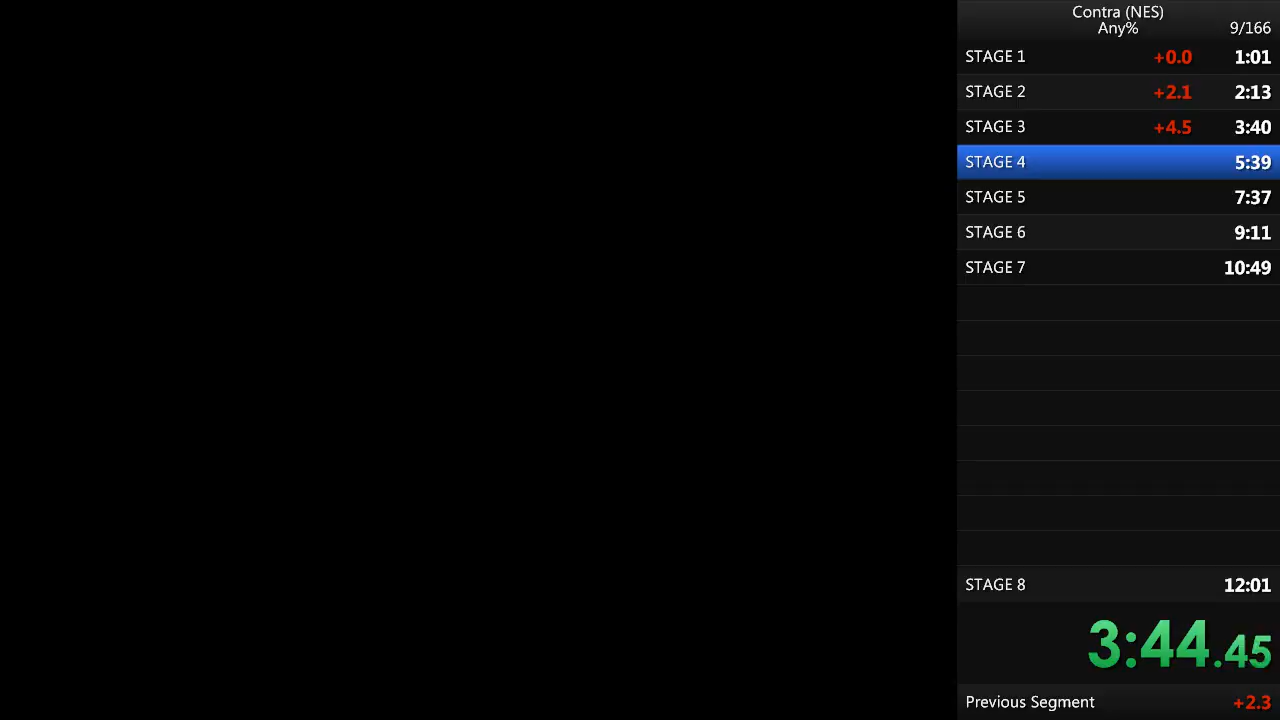 Contra (NES)
Any% 9/166
STAGE 1 +0.0 1:01
STAGE 2 +2.1 2:13
STAGE 3 +4.5 3:40
STAGE 4 5:39
STAGE 5 7:37
STAGE 6 9:11
STAGE 7 10:49
STAGE 8 12:01
3:44.45
Previous Segment +2.3